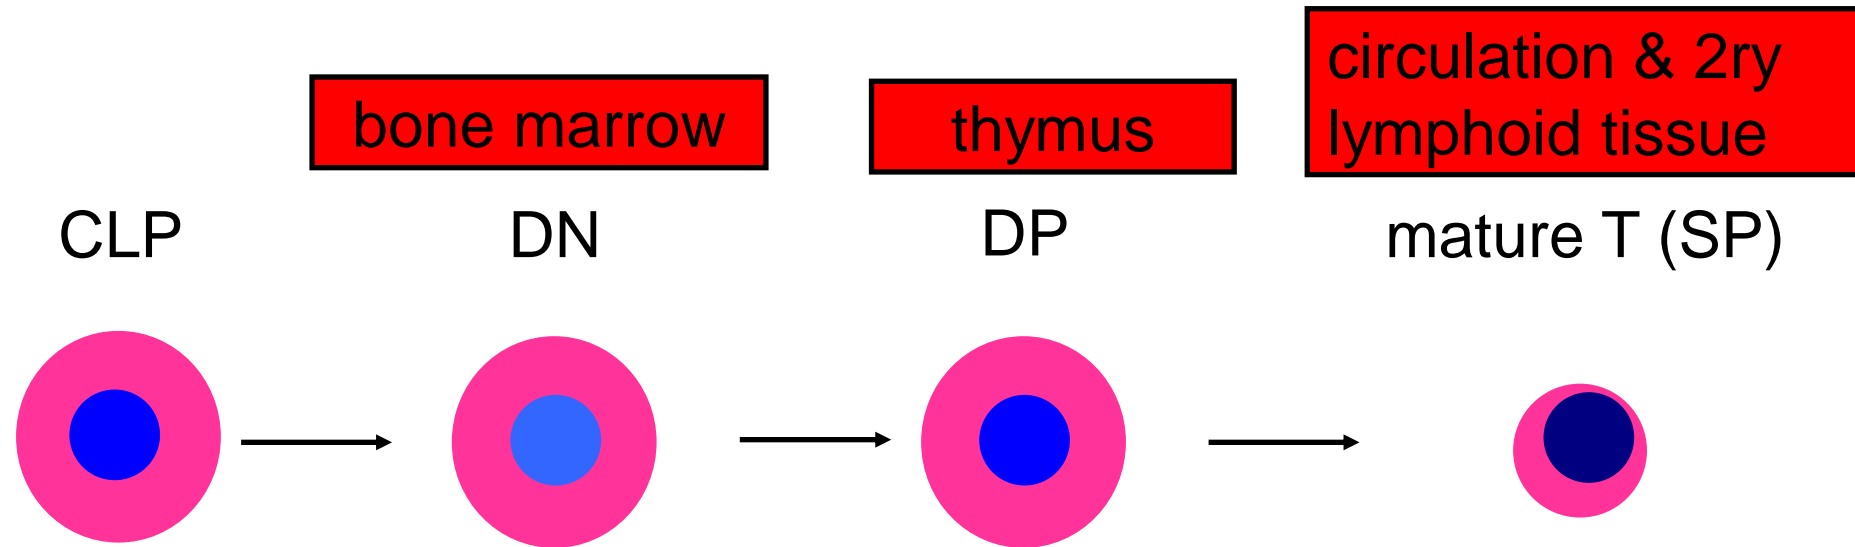 bone marrow
thymus
circulation & 2ry
lymphoid tissue
CLP
DN
DP
mature T (SP)